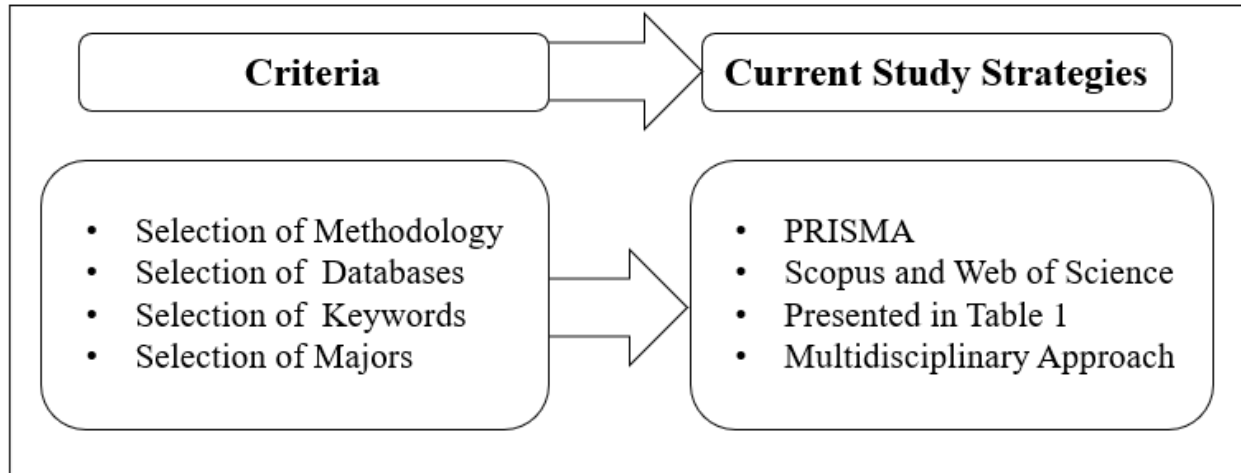 Criteria
Current Study Strategies
• Selection of Methodology
• Selection of Databases
• Selection of Keywords
• Selection of Majors
• PRISMA
• Scopus and Web of Science
• Presented in Table 1
• Multidisciplinary Approach